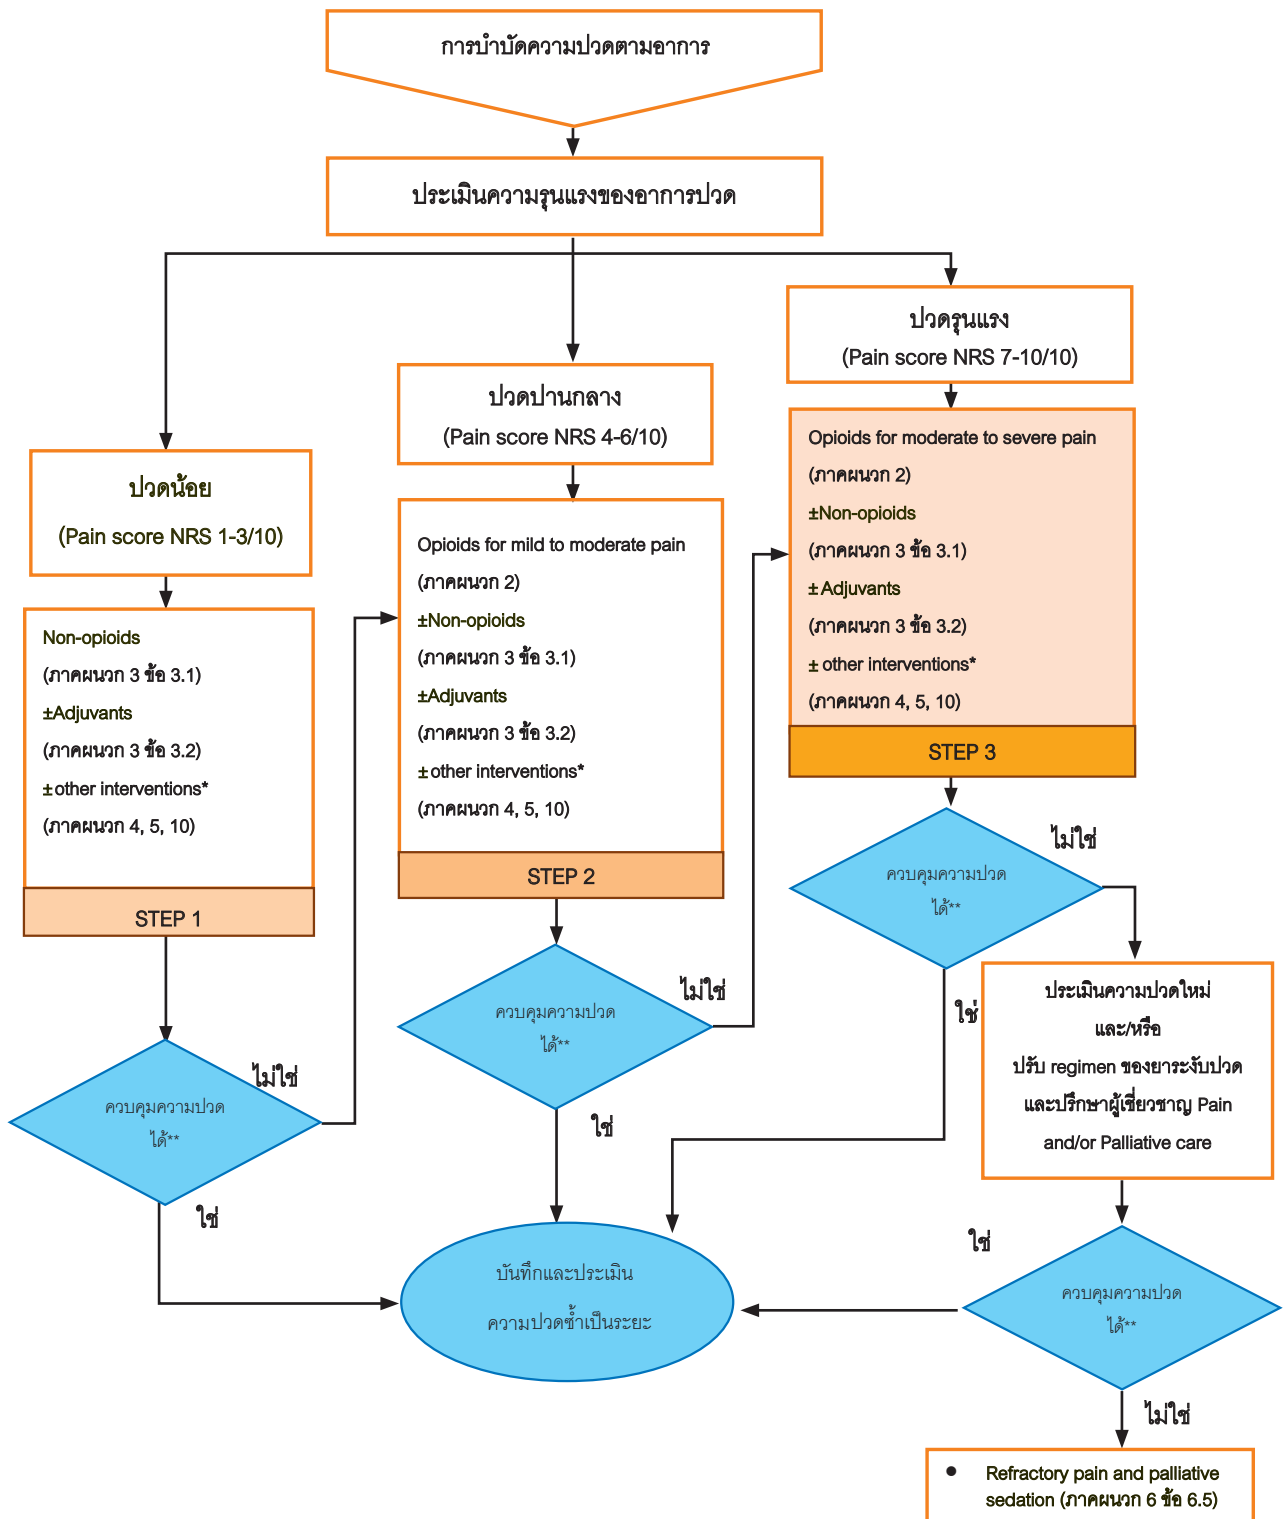 การบำบัดความปวดตามอาการ
ประเมินความรุนแรงของอาการปวด
ปวดน้อย
(Pain score NRS 1-3/10)
Non-opioids
(ภาคผนวก 3 ข้อ 3.1)
±Adjuvants
(ภาคผนวก 3 ข้อ 3.2)
±other interventions*
(ภาคผนวก 4, 5, 10)
STEP 1
ควบคุมความปวด
ได้**
ไม่ใช่
ใช่
ปวดปานกลาง
(Pain score NRS 4-6/10)
Opioids for mild to moderate pain
(ภาคผนวก 2)
±Non-opioids
(ภาคผนวก 3 ข้อ 3.1)
±Adjuvants
(ภาคผนวก 3 ข้อ 3.2)
±other interventions*
(ภาคผนวก 4, 5, 10)
STEP 2
ควบคุมความปวด
ได้**
ไม่ใช่
ใช่
ปวดรุนแรง
(Pain score NRS 7-10/10)
Opioids for moderate to severe pain
(ภาคผนวก 2)
±Non-opioids
(ภาคผนวก 3 ข้อ 3.1)
± Adjuvants
(ภาคผนวก 3 ข้อ 3.2)
± other interventions*
(ภาคผนวก 4, 5, 10)
STEP 3
ควบคุมความปวด
ได้**
ไม่ใช่
ใช่
ประเมินความปวดใหม่
และ/หรือ
ปรับ regimen ของยาระงับปวด
และปรึกษาผู้เชี่ยวชาญ Pain
and/or Palliative care
ควบคุมความปวด
ได้**
ใช่
ไม่ใช่
บันทึกและประเมิน
ความปวดซ้ำเป็นระยะ
● Refractory pain and palliative
sedation (ภาคผนวก 6 ข้อ 6.5)